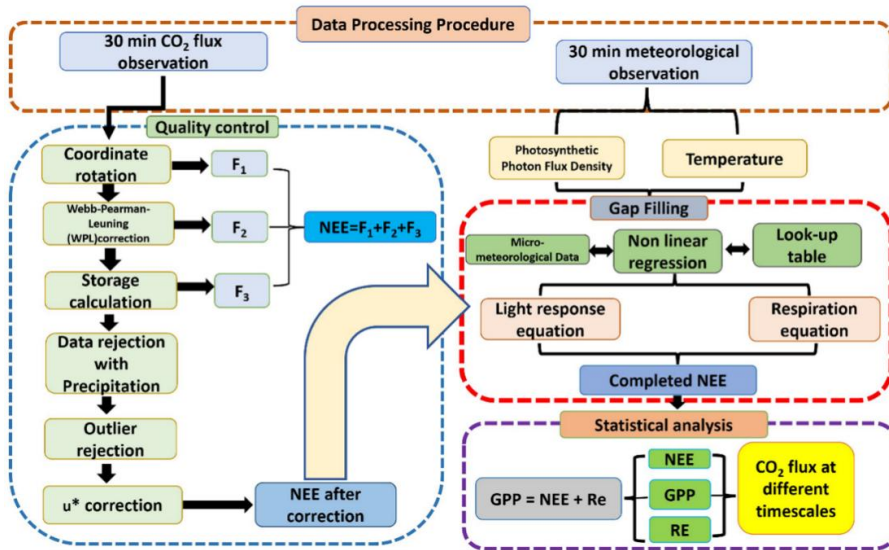 Data Processing Procedure
30 min CO₂ flux
observation
30 min meteorological
observation
Quality control
Coordinate
rotation
F₁
Webb-Pearman-
Leuning
(WPL)correction
F₂
NEE=F₁+F₂+F₃
Storage
calculation
F₃
Data rejection
with
Precipitation
Outlier
rejection
u* correction
NEE after
correction
Photosynthetic
Photon Flux Density
Temperature
Gap Filling
Micro-
meteorological Data
Non linear
regression
Look-up
table
Light response
equation
Respiration
equation
Completed NEE
Statistical analysis
GPP = NEE + Re
NEE
GPP
RE
CO₂ flux at
different
timescales